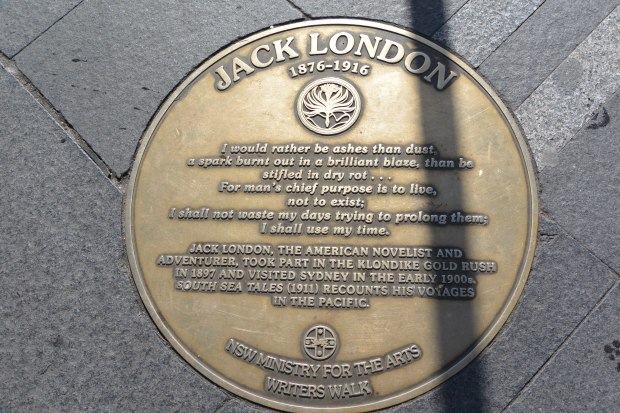 JACK LONDON
1876–1916
I would rather be ashes than dust,
a spark burnt out in a brilliant blaze, than be
stifled in dry rot . . .
For man's chief purpose is to live,
not to exist;
I shall not waste my days trying to prolong them;
I shall use my time.
JACK LONDON, THE AMERICAN NOVELIST AND
ADVENTURER, TOOK PART IN THE KLONDIKE GOLD RUSH
IN 1897 AND VISITED SYDNEY IN THE EARLY 1900s.
SOUTH SEA TALES (1911) RECOUNTS HIS VOYAGES
IN THE PACIFIC.
NSW MINISTRY FOR THE ARTS
WRITERS WALK